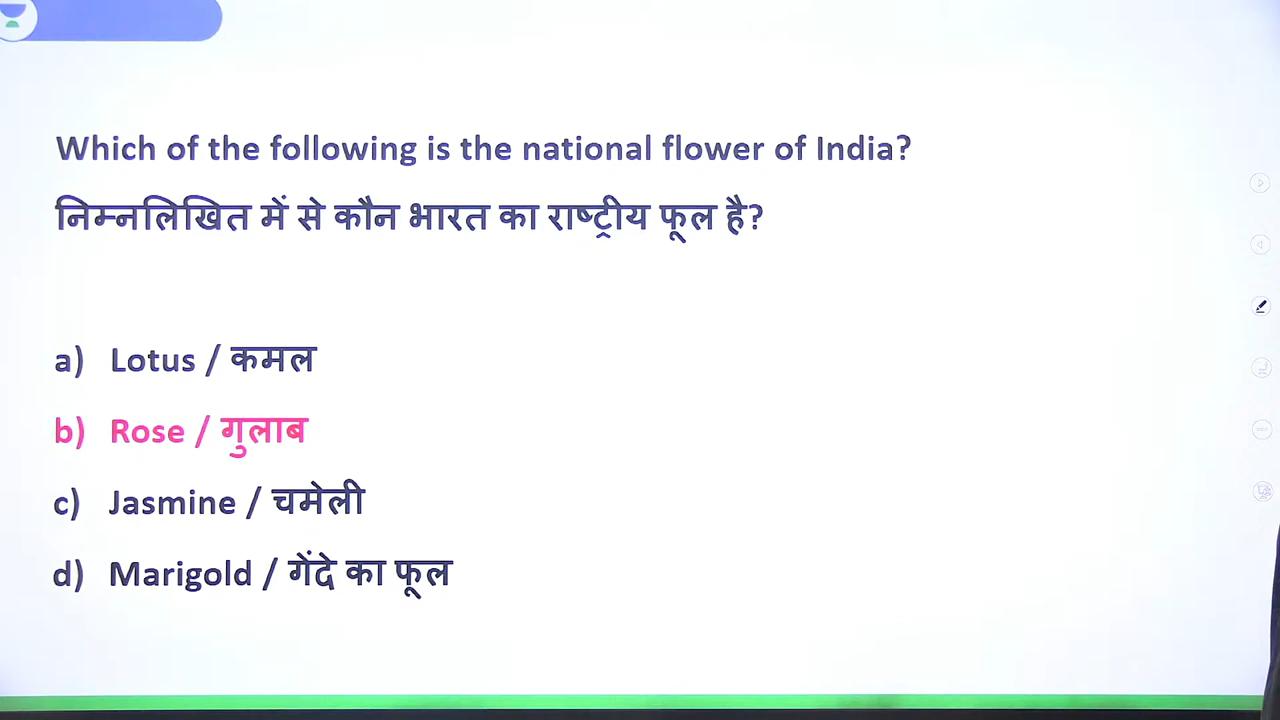 Which of the following is the national flower of India?
निम्नलिखित में से कौन भारत का राष्ट्रीय फूल है?
a) Lotus / कमल
b) Rose / गुलाब
c) Jasmine / चमेली
d) Marigold / गेंदे का फूल